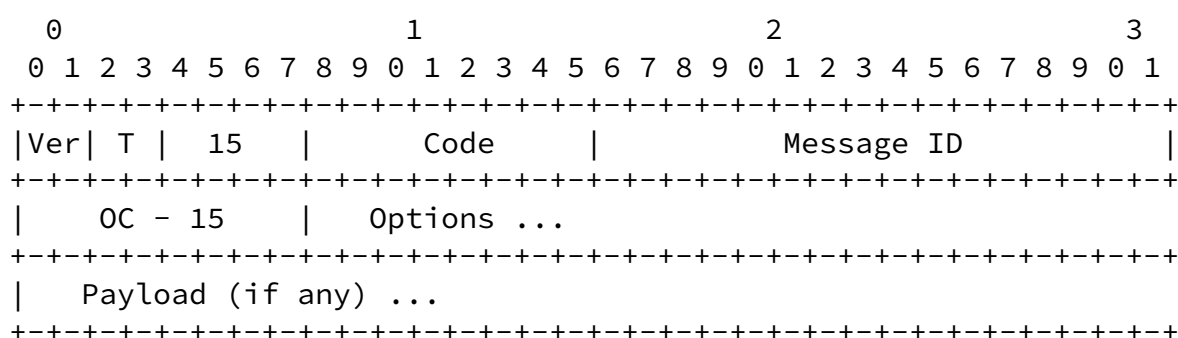 0                   1                   2                   3
 0 1 2 3 4 5 6 7 8 9 0 1 2 3 4 5 6 7 8 9 0 1 2 3 4 5 6 7 8 9 0 1
+-+-+-+-+-+-+-+-+-+-+-+-+-+-+-+-+-+-+-+-+-+-+-+-+-+-+-+-+-+-+-+-+
|Ver| T |  15   |      Code     |          Message ID           |
+-+-+-+-+-+-+-+-+-+-+-+-+-+-+-+-+-+-+-+-+-+-+-+-+-+-+-+-+-+-+-+-+
|    OC - 15    |   Options ...
+-+-+-+-+-+-+-+-+-+-+-+-+-+-+-+-+-+-+-+-+-+-+-+-+-+-+-+-+-+-+-+-+
|   Payload (if any) ...
+-+-+-+-+-+-+-+-+-+-+-+-+-+-+-+-+-+-+-+-+-+-+-+-+-+-+-+-+-+-+-+-+